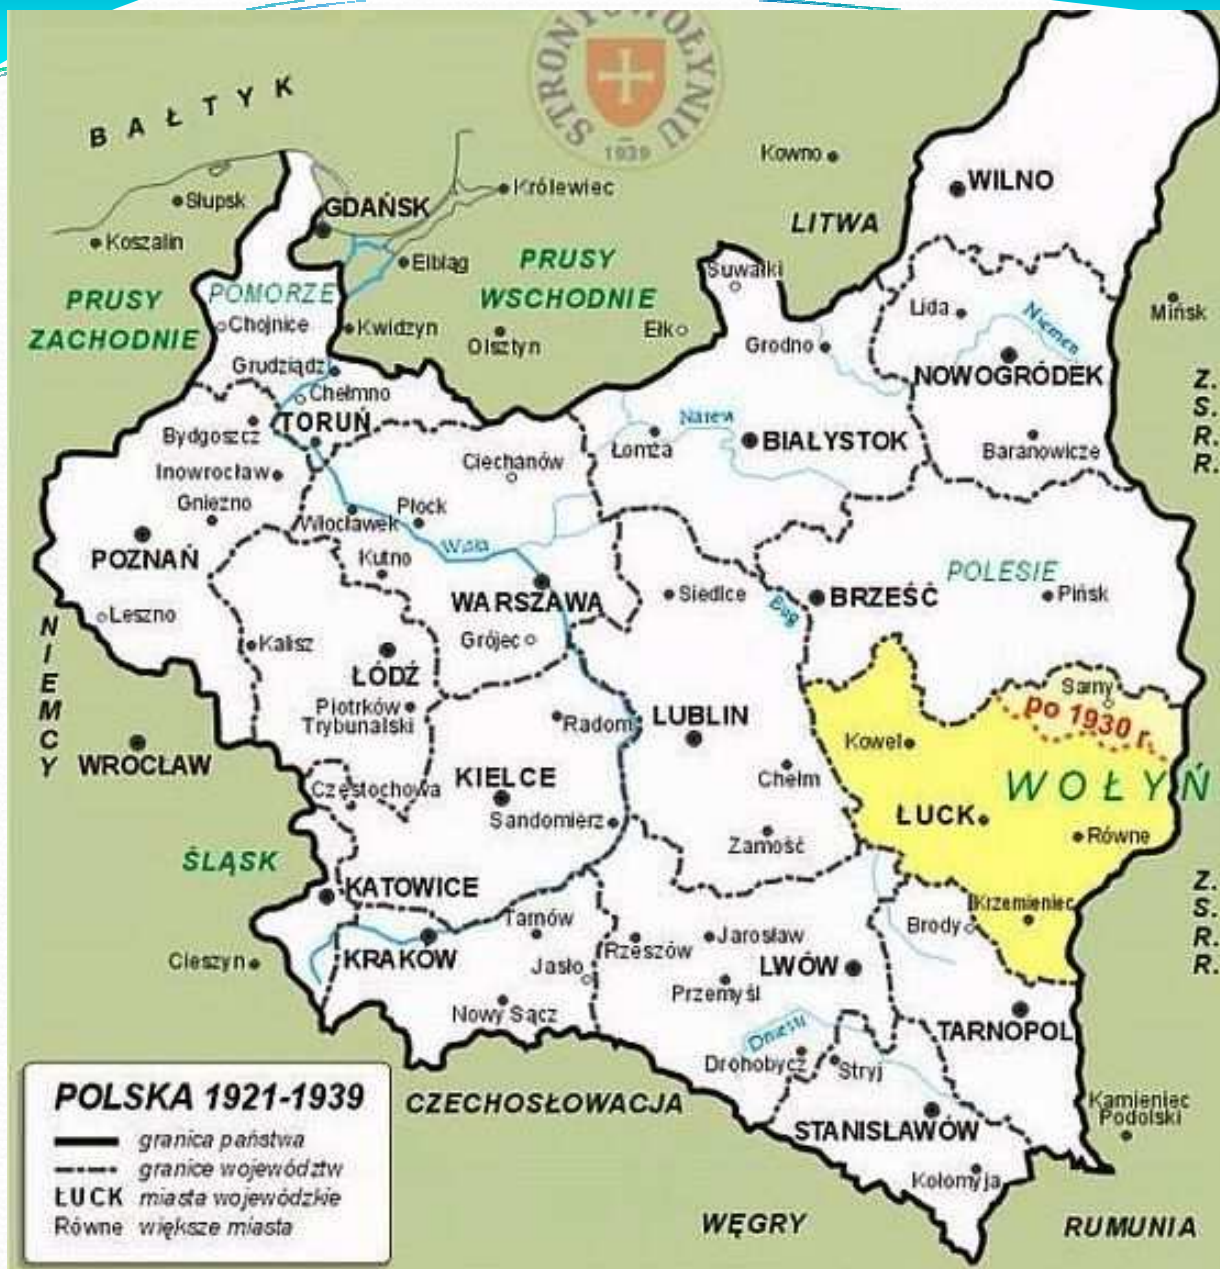 STRONY O WOŁYNIU
1939
BAŁTYK
Kowno
WILNO
Słupsk
Królewiec
GDAŃSK
LITWA
Koszalin
Elbląg
PRUSY
WSCHODNIE
Suwałki
PRUSY
ZACHODNIE
POMORZE
Chojnice
Kwidzyn
Olsztyn
Ełk
Grodno
Lida
Niemen
Mińsk
Grudziądz
NOWOGRÓDEK
Chełmno
Z.
S.
R.
R.
Bydgoszcz
TORUŃ
Łomża
Narew
BIAŁYSTOK
Baranowicze
Inowrocław
Ciechanów
Gniezno
Włocławek
Płock
POZNAŃ
Kutno
Wisła
WARSZAWA
Siedlce
Bug
BRZEŚĆ
POLESIE
Pińsk
Leszno
NIEMCY
Kalisz
Grójec
ŁÓDŹ
Piotrków
Trybunalski
Radom
LUBLIN
Sarny
po 1930 r.
Kowel
WROCŁAW
KIELCE
Chełm
WOŁYŃ
Częstochowa
Sandomierz
Zamość
ŁUCK
Równe
ŚLĄSK
KATOWICE
Z.
S.
R.
R.
Tarnów
Krzemieniec
Brody
KRAKÓW
Rzeszów
Jarosław
Cieszyn
Jasło
LWÓW
Przemyśl
Nowy Sącz
Dniestr
TARNOPOL
Drohobycz
Stryj
POLSKA 1921-1939
granica państwa
granice województw
ŁUCK miasta wojewódzkie
Równe większe miasta
CZECHOSŁOWACJA
STANISŁAWÓW
Kamieniec
Podolski
Kołomyja
WĘGRY
RUMUNIA